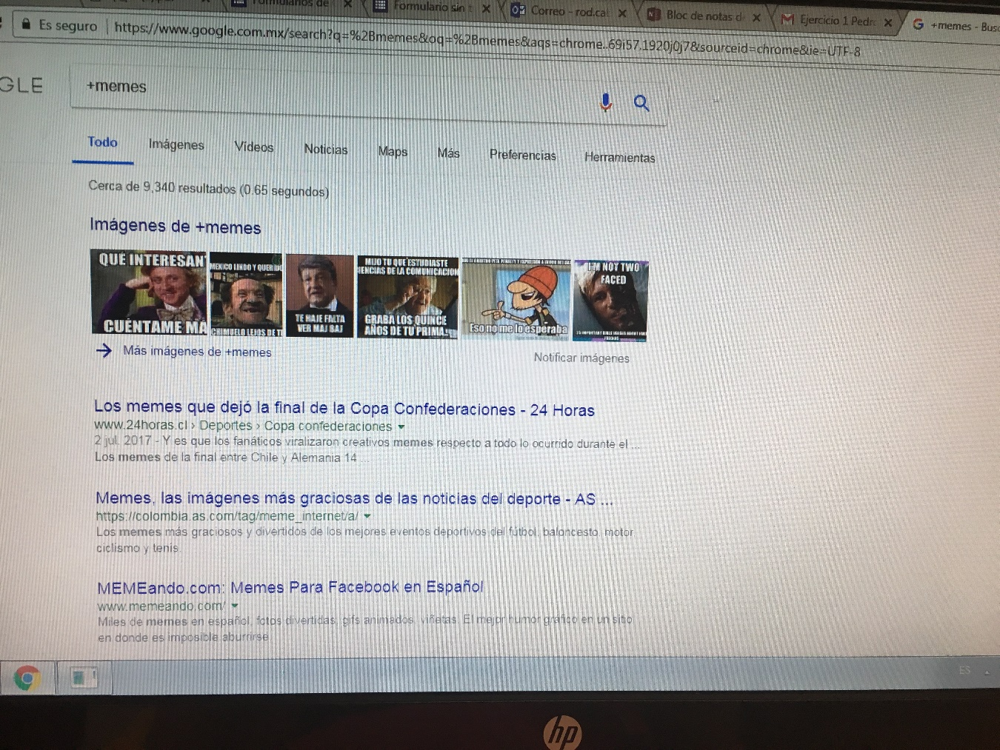 Formularios de
Formulario sin t
Correo - rod.cal
Bloc de notas d
Ejercicio 1 Pedr
+memes - Busc
Es seguro
https://www.google.com.mx/search?q=%2Bmemes&oq=%2Bmemes&aqs=chrome..69i57.1920j0j7&sourceid=chrome&ie=UTF-8
GLE
+memes
Todo Imágenes Vídeos Noticias Maps Más Preferencias Herramientas
Cerca de 9,340 resultados (0.65 segundos)
Imágenes de +memes
QUE INTERESAN
CUENTAME MA
MEXICO LINDO Y QUERID
CHIMUELO LEJOS DE T
TE HAJE FALTA
VER MAJ BAJ
MIJO TU QUE ESTUDIASTE
IENCIAS DE LA COMUNICACION
GRABA LOS QUINCE
AÑOS DE TU PRIMA..
Eso no me lo esperaba
I'M NOT TWO
FACED
Más imágenes de +memes
Notificar imágenes
Los memes que dejó la final de la Copa Confederaciones - 24 Horas
www.24horas.cl › Deportes › Copa confederaciones
2 jul. 2017 - Y es que los fanáticos viralizaron creativos memes respecto a todo lo ocurrido durante el ...
Los memes de la final entre Chile y Alemania 14 ...
Memes, las imágenes más graciosas de las noticias del deporte - AS ...
https://colombia.as.com/tag/meme_internet/a/
Los memes más graciosos y divertidos de los mejores eventos deportivos del fútbol, baloncesto, motor,
ciclismo y tenis.
MEMEando.com: Memes Para Facebook en Español
www.memeando.com/
Miles de memes en español, fotos divertidas, gifs animados, viñetas. El mejor humor gráfico en un sitio
en donde es imposible aburrirse.
ES
hp